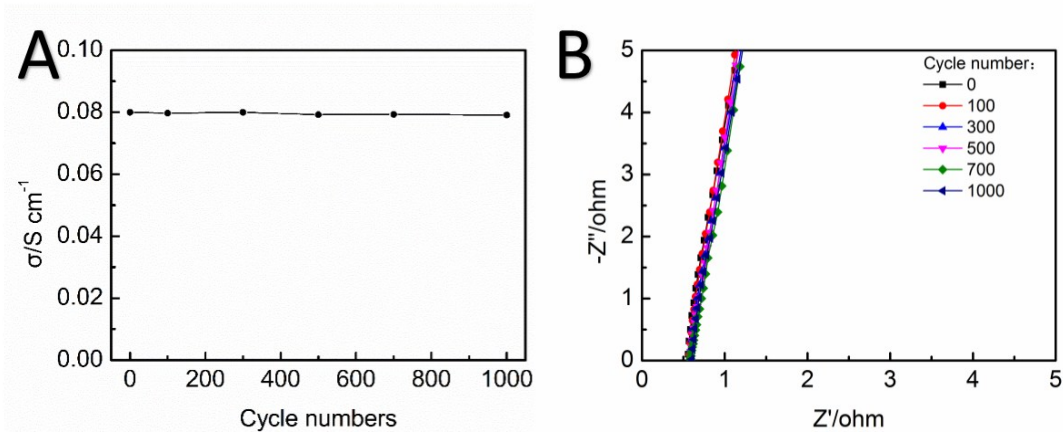 A
0.10
0.08
0.06
0.04
0.02
0.00
σ/S cm⁻¹
0 200 400 600 800 1000
Cycle numbers
B
5
4
3
2
1
0
-Z"/ohm
0 1 2 3 4 5
Z'/ohm
Cycle number:
0
100
300
500
700
1000